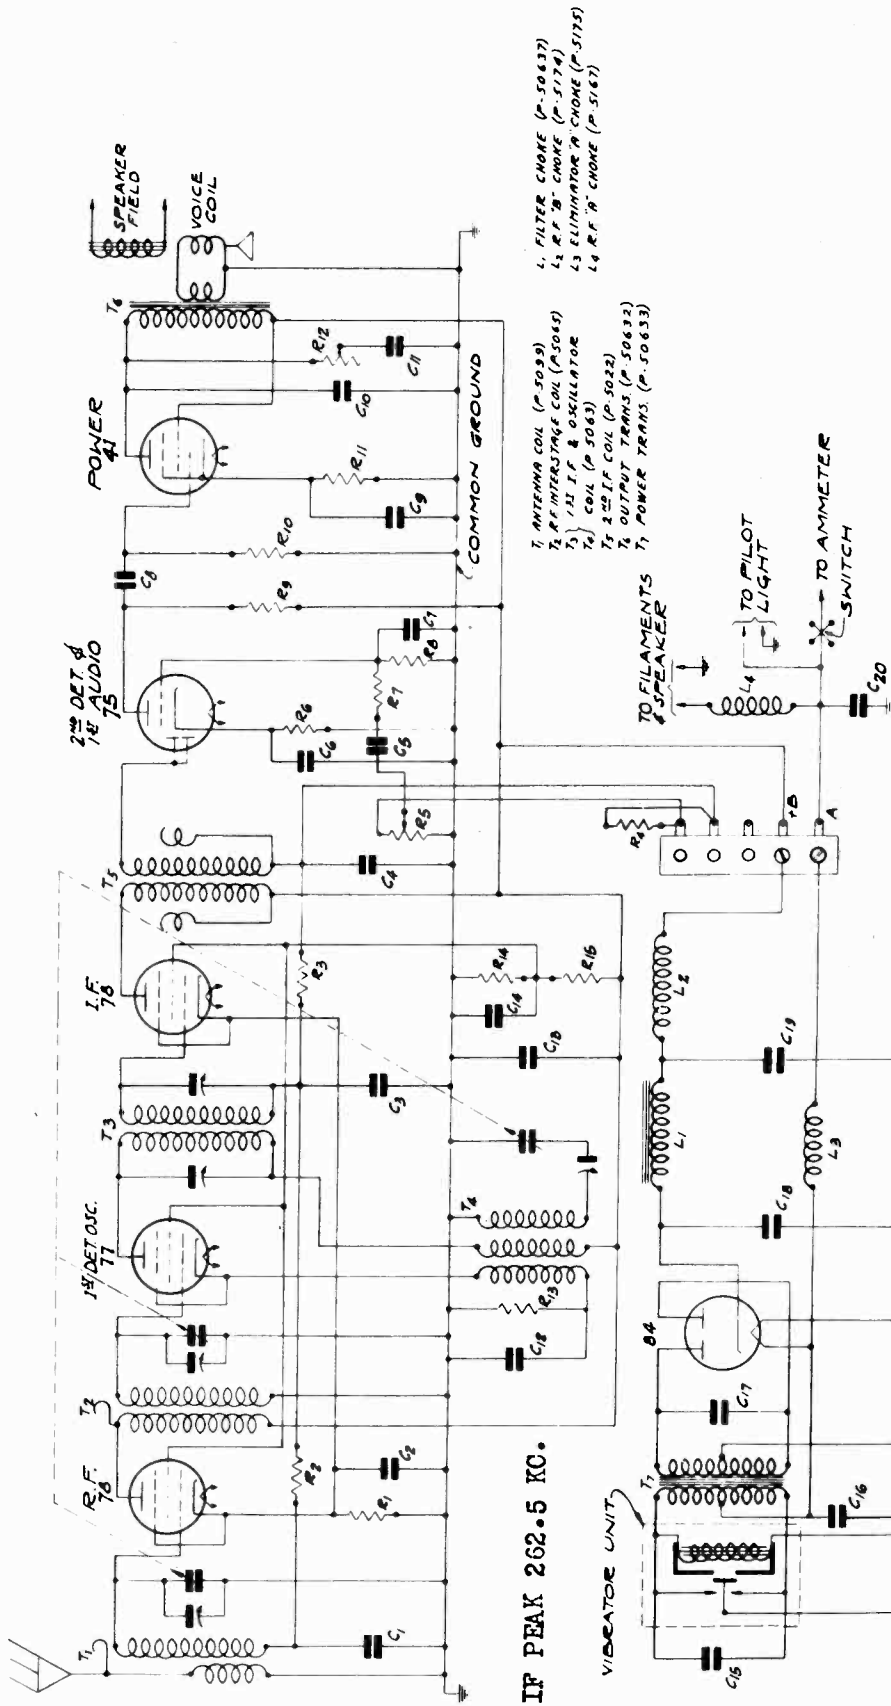 T1
R.F.
78
T2
1ST DET. OSC.
77
T3
I.F.
78
T5
2ND DET. &
1ST AUDIO
75
C8
POWER
41
T6
SPEAKER
FIELD
VOICE
COIL
C1
R2
R1
C2
C3
R3
C4
R5
C6
R6
C5
R7
R8
C7
R9
R10
C9
R11
C10
R12
C11
COMMON GROUND
C12
R13
T4
C13
C14
R14
R15
IF PEAK 262.5 KC.
T1 ANTENNA COIL (P-5099)
T2 R.F INTERSTAGE COIL (P-5065)
T3 } 1ST I.F & OSCILLATOR
T4 } COIL (P 5063)
T5 2ND I.F COIL (P-5022)
T6 OUTPUT TRANS. (P-50632)
T7 POWER TRANS. (P-50633)
L1 FILTER CHOKE (P-50637)
L2 R.F "B" CHOKE (P-5174)
L3 ELIMINATOR "A" CHOKE (P-5175)
L4 R.F "A" CHOKE (P-5167)
VIBRATOR UNIT
C15
T7
C16
C17
84
C18
L1
C19
L2
L3
R4
+B
A
TO FILAMENTS
& SPEAKER
L4
TO PILOT
LIGHT
TO AMMETER
SWITCH
C20